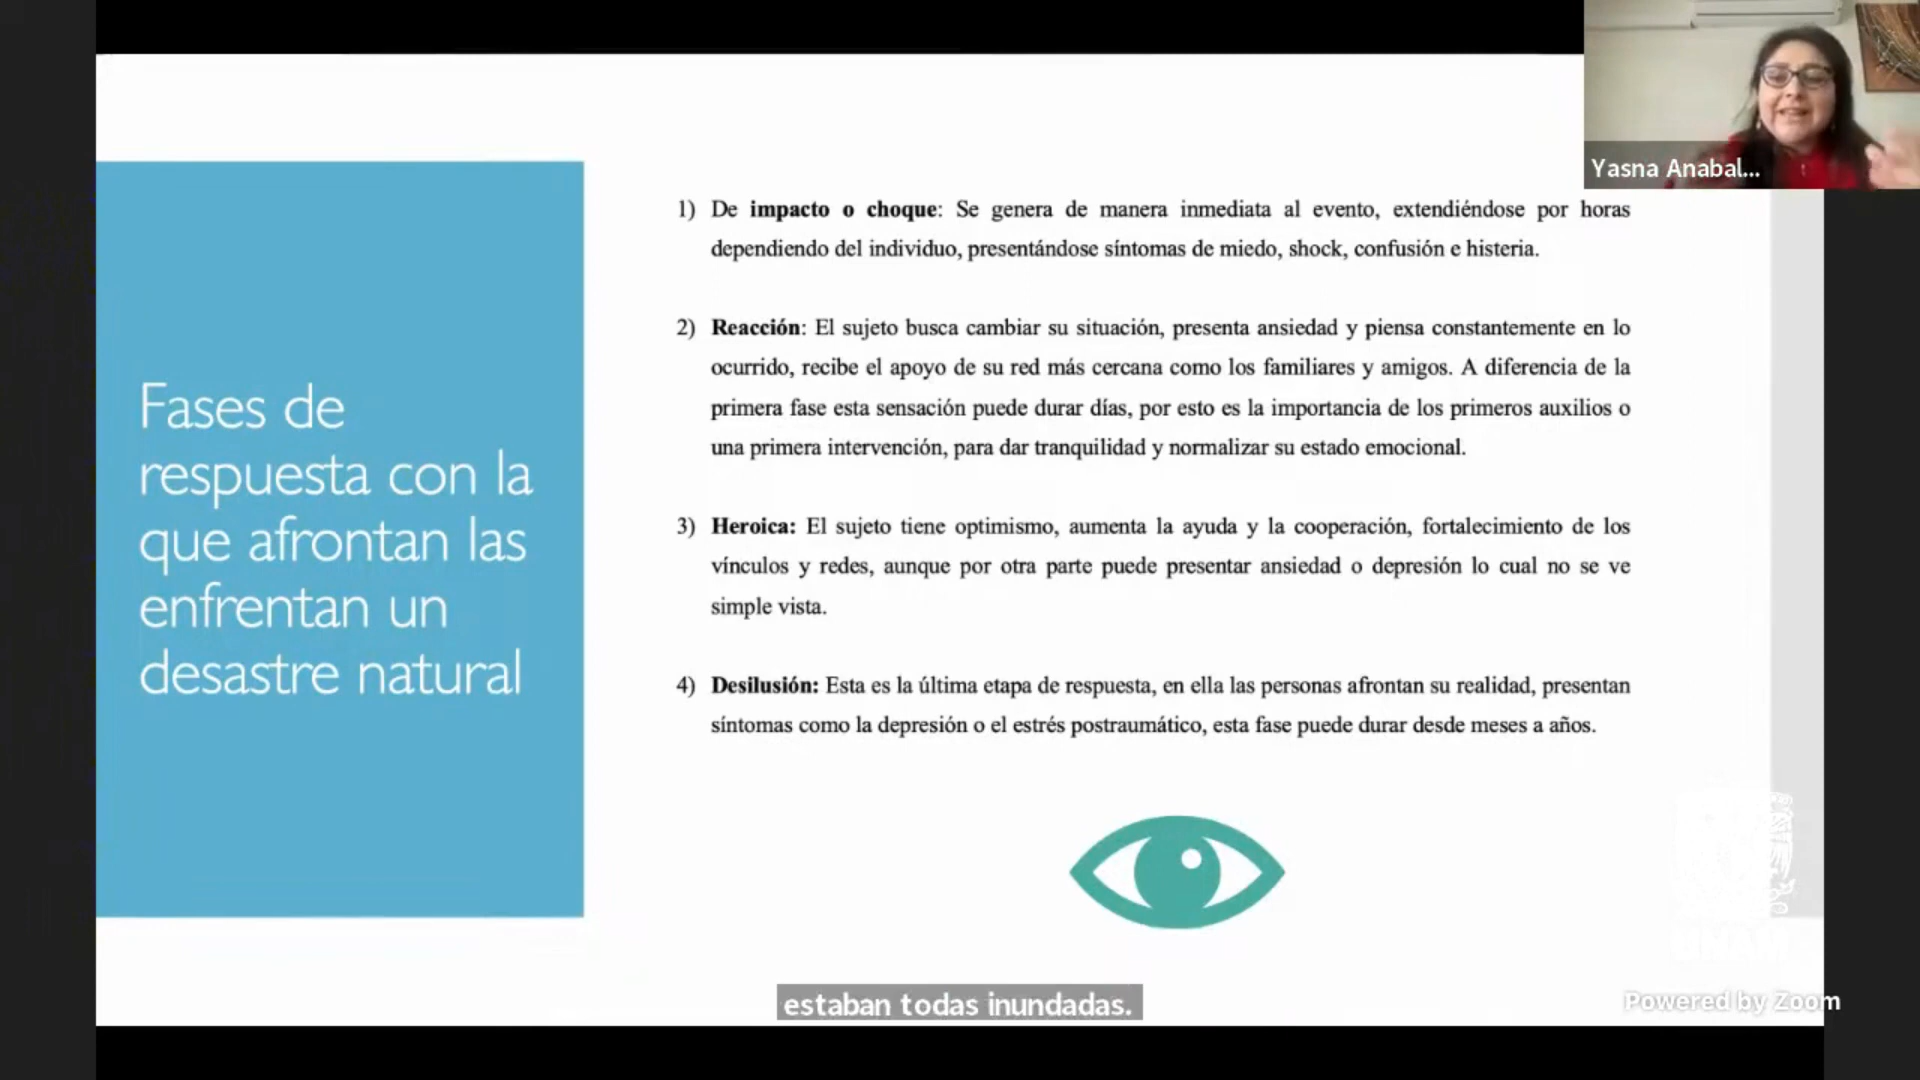 Yasna Anabal...
Fases de
respuesta con la
que afrontan las
enfrentan un
desastre natural
1) De impacto o choque: Se genera de manera inmediata al evento, extendiéndose por horas
dependiendo del individuo, presentándose síntomas de miedo, shock, confusión e histeria.
2) Reacción: El sujeto busca cambiar su situación, presenta ansiedad y piensa constantemente en lo
ocurrido, recibe el apoyo de su red más cercana como los familiares y amigos. A diferencia de la
primera fase esta sensación puede durar días, por esto es la importancia de los primeros auxilios o
una primera intervención, para dar tranquilidad y normalizar su estado emocional.
3) Heroica: El sujeto tiene optimismo, aumenta la ayuda y la cooperación, fortalecimiento de los
vínculos y redes, aunque por otra parte puede presentar ansiedad o depresión lo cual no se ve
simple vista.
4) Desilusión: Esta es la última etapa de respuesta, en ella las personas afrontan su realidad, presentan
síntomas como la depresión o el estrés postraumático, esta fase puede durar desde meses a años.
estaban todas inundadas.
Powered by Zoom